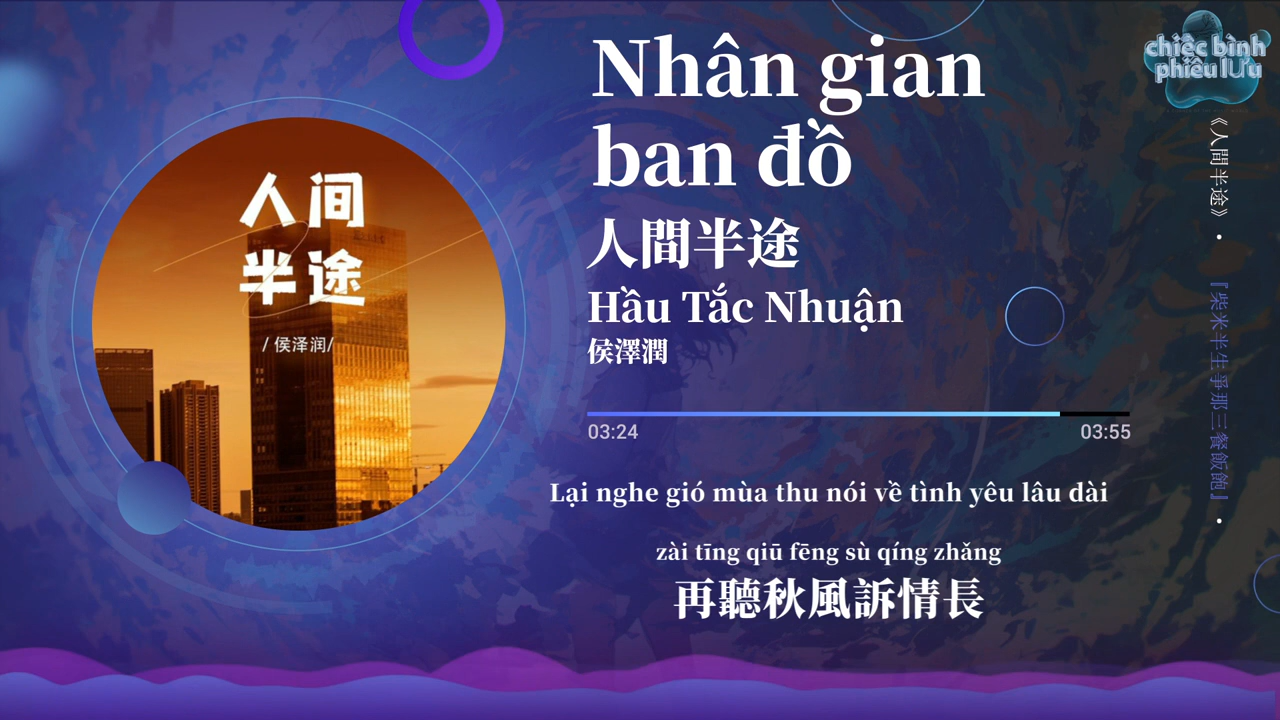 人间
半途
/ 侯泽润/
Nhân gian
ban đồ
人間半途
Hầu Tắc Nhuận
侯澤潤
03:24
03:55
Lại nghe gió mùa thu nói về tình yêu lâu dài
zài tīng qiū fēng sù qíng zhǎng
再聽秋風訴情長
chiếc bình
phiêu lưu
《人間半途》 • 『柴米半生爭那三餐飯飽』 •